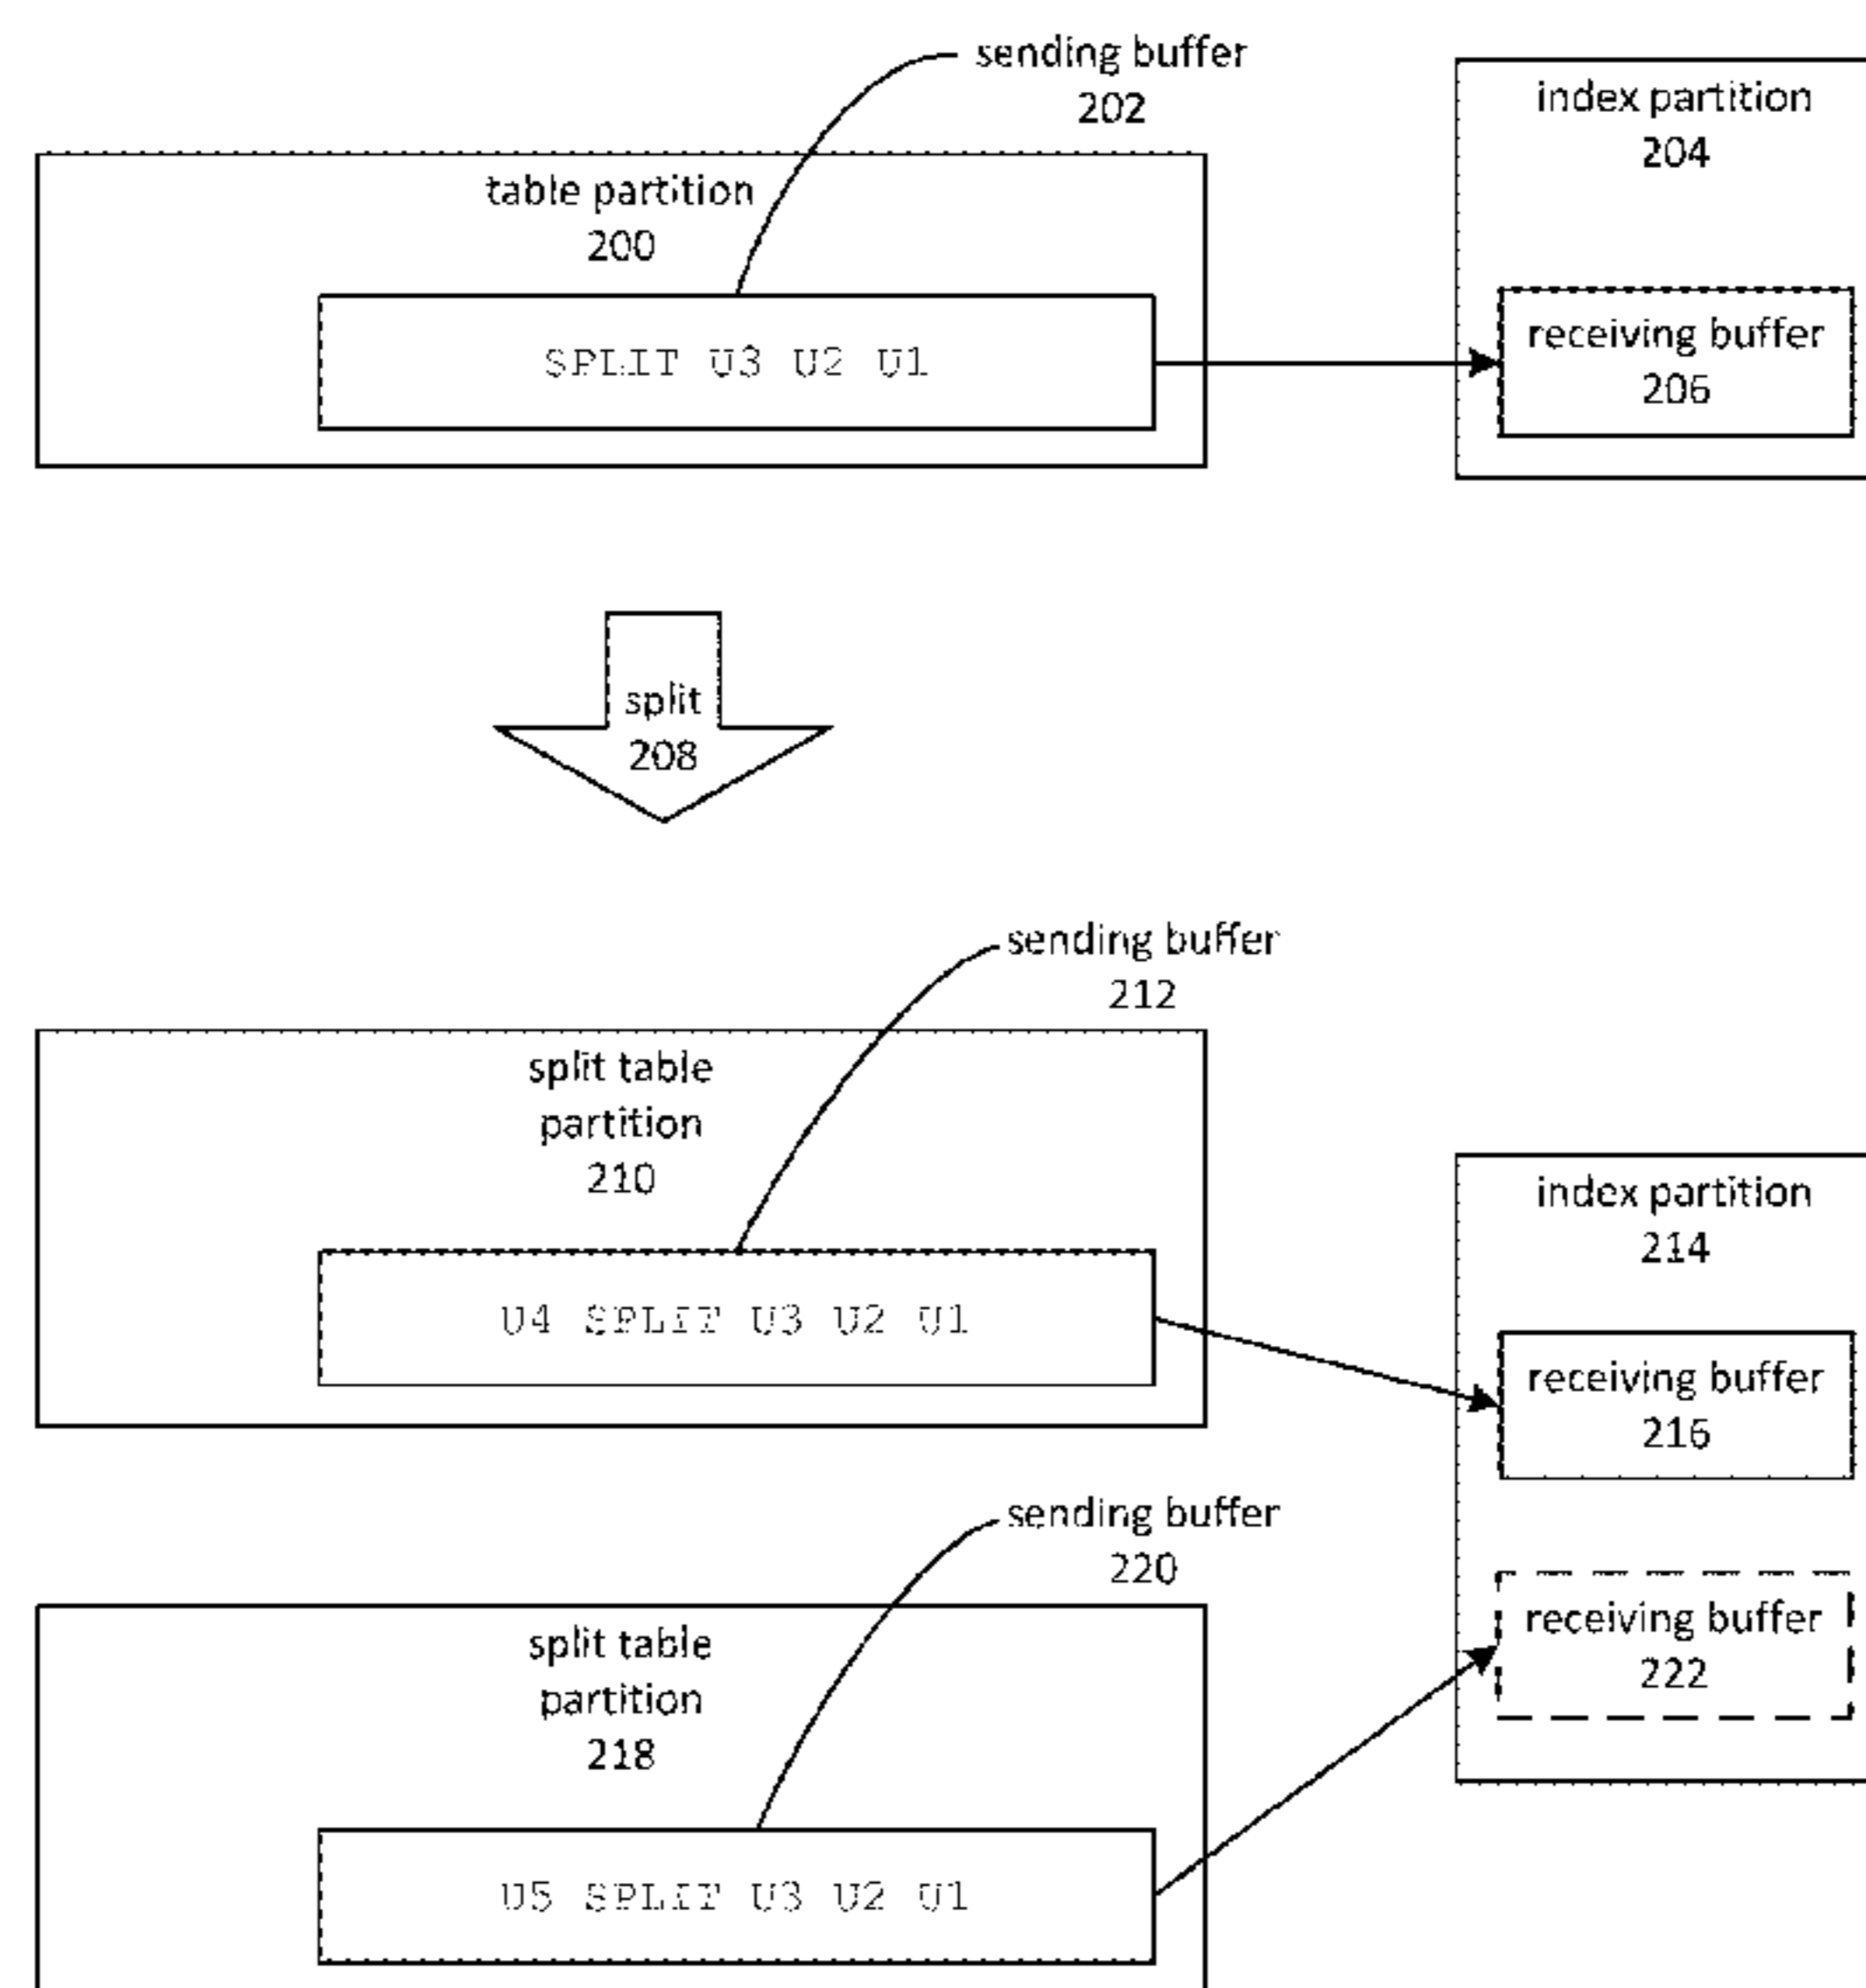 sending buffer
202
index partition
204
table partition
200
SPLIT U3 U2 U1
receiving buffer
206
split
208
sending buffer
212
split table
partition
210
index partition
214
U4 SPLIT U3 U2 U1
receiving buffer
216
sending buffer
220
split table
partition
218
receiving buffer
222
U5 SPLIT U3 U2 U1